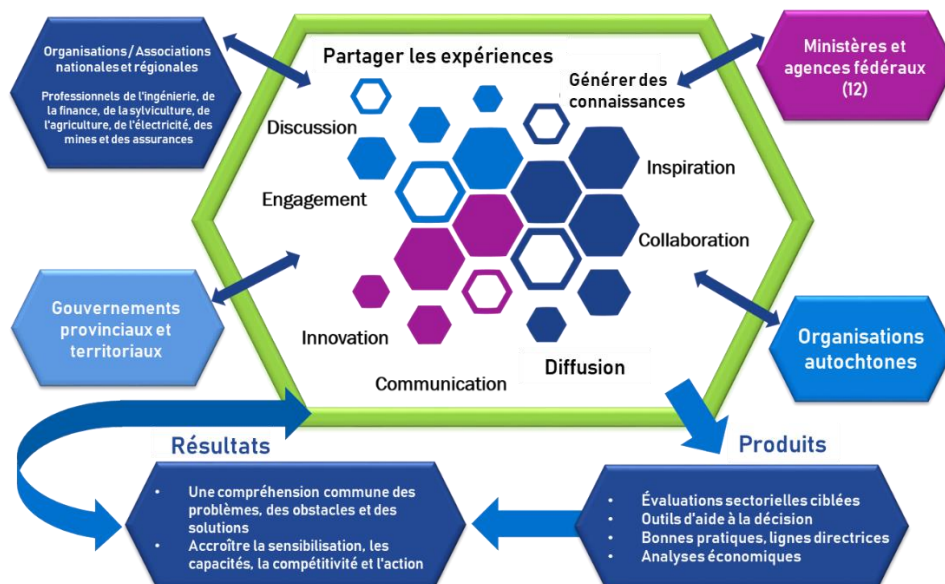 Organisations / Associations
nationales et régionales
Professionnels de l'ingénierie, de
la finance, de la sylviculture, de
l'agriculture, de l'électricité, des
mines et des assurances
Partager les expériences
Générer des
connaissances
Ministères et
agences fédéraux
(12)
Discussion
Inspiration
Engagement
Collaboration
Gouvernements
provinciaux et
territoriaux
Organisations
autochtones
Innovation
Diffusion
Communication
Résultats
• Une compréhension commune des
problèmes, des obstacles et des
solutions
• Accroître la sensibilisation, les
capacités, la compétitivité et l'action
Produits
• Évaluations sectorielles ciblées
• Outils d'aide à la décision
• Bonnes pratiques, lignes directrices
• Analyses économiques